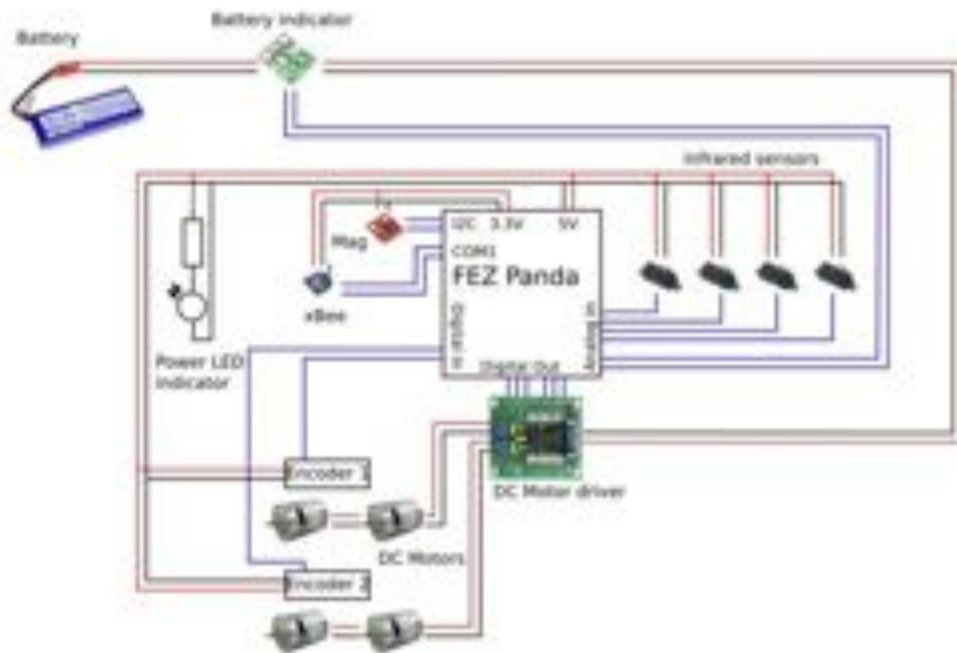 Battery indicator
Battery
Infrared sensors
I2C 3.3V 5V
Mag
COM1
FEZ Panda
xBee
Digital In
Analog In
Power LED
indicator
Digital Out
Encoder 1
DC Motor driver
DC Motors
Encoder 2